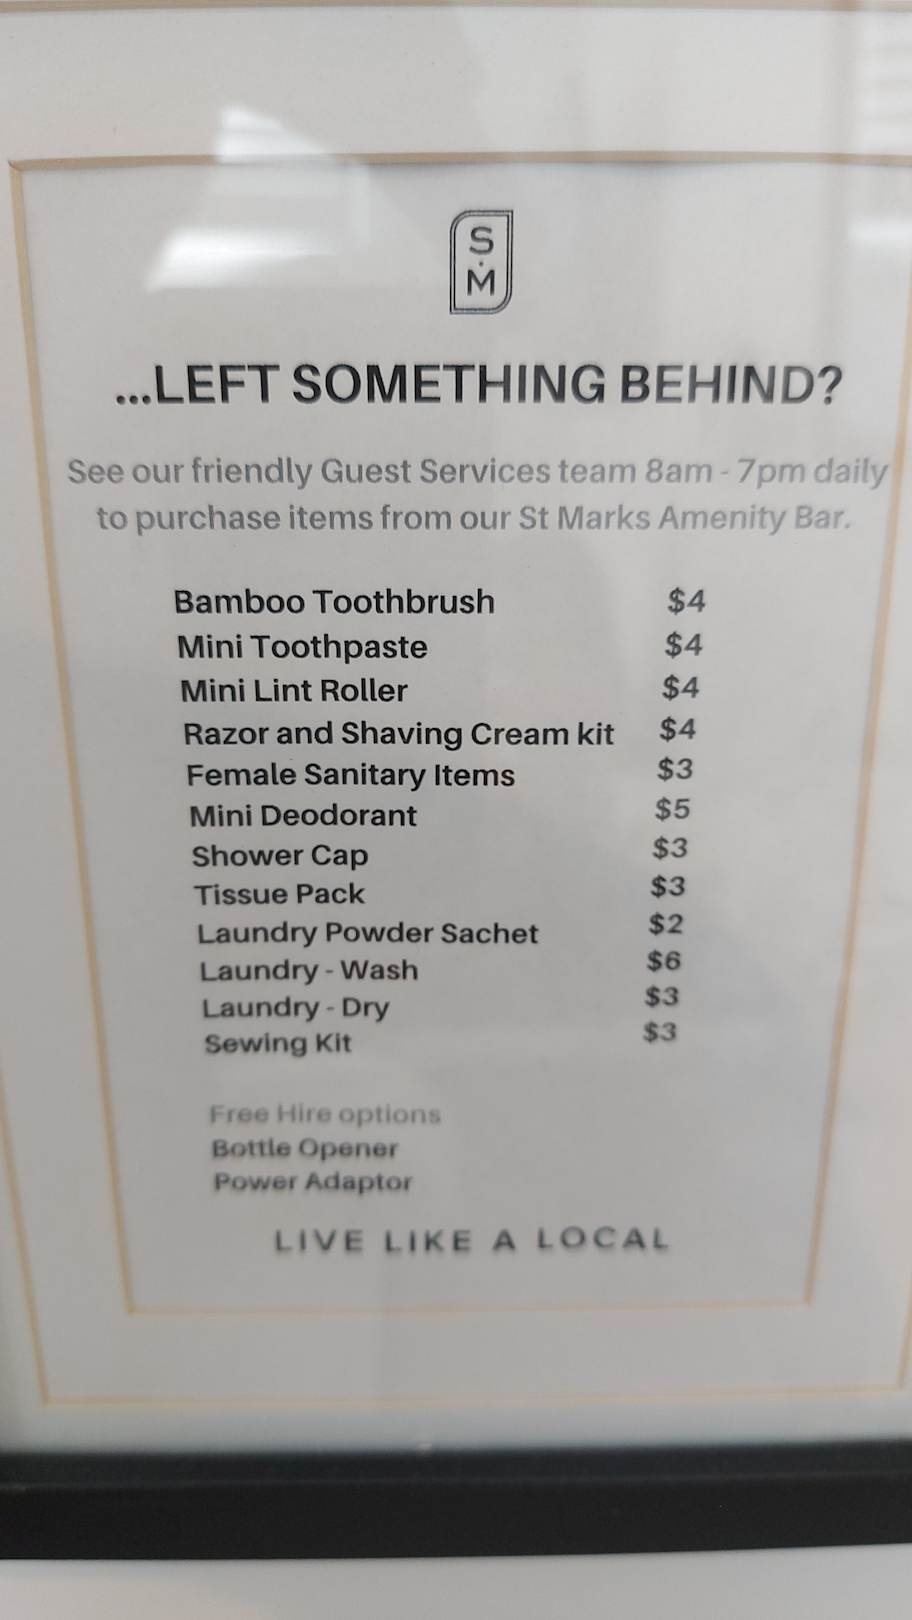 S
·
M
...LEFT SOMETHING BEHIND?
See our friendly Guest Services team 8am - 7pm daily
to purchase items from our St Marks Amenity Bar.
Bamboo Toothbrush $4
Mini Toothpaste $4
Mini Lint Roller $4
Razor and Shaving Cream kit $4
Female Sanitary Items $3
Mini Deodorant $5
Shower Cap $3
Tissue Pack $3
Laundry Powder Sachet $2
Laundry - Wash $6
Laundry - Dry $3
Sewing Kit $3
Free Hire options
Bottle Opener
Power Adaptor
LIVE LIKE A LOCAL